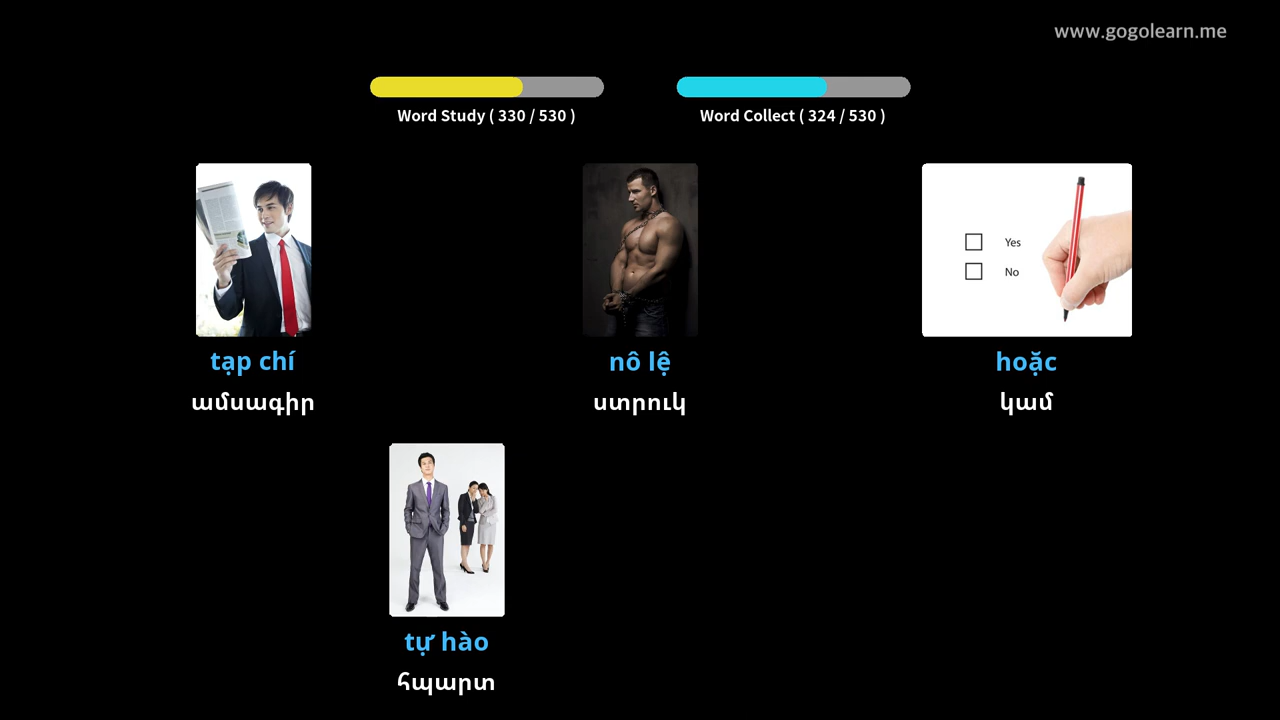 www.gogolearn.me
Word Study ( 330 / 530 )
Word Collect ( 324 / 530 )
Yes
No
tạp chí
nô lệ
hoặc
ամսագիր
ստրուկ
կամ
tự hào
հպարտ